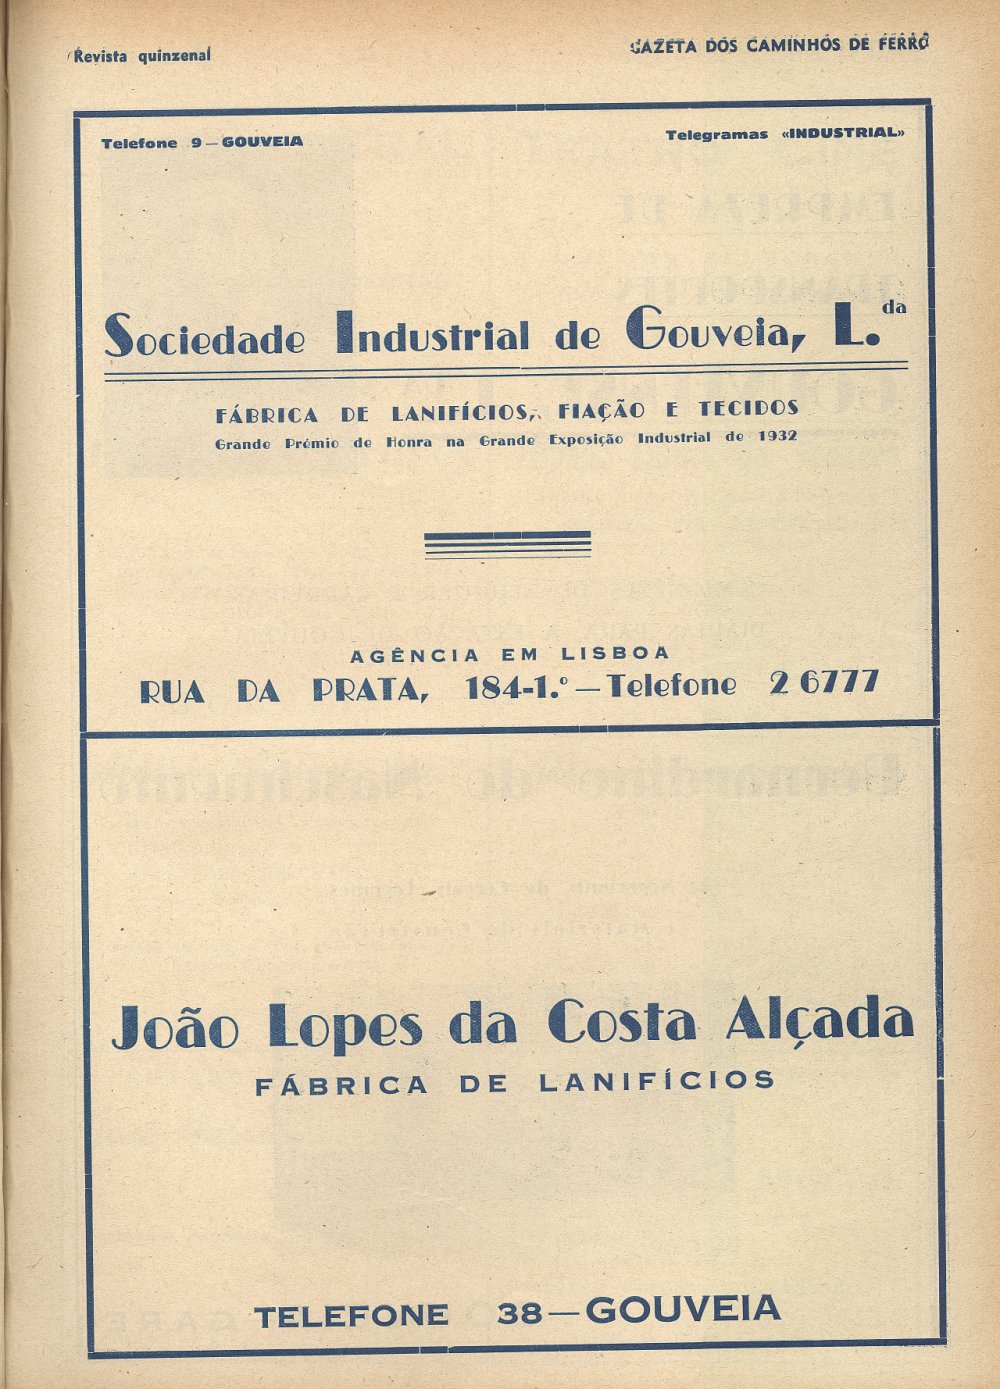 Revista quinzenal
GAZETA DOS CAMINHOS DE FERRO
Telefone 9—GOUVEIA
Telegramas «INDUSTRIAL»
Sociedade Industrial de Gouveia, L.da
FÁBRICA DE LANIFÍCIOS, FIAÇÃO E TECIDOS
Grande Prémio de Honra na Grande Exposição Industrial de 1932
AGÊNCIA EM LISBOA
RUA DA PRATA, 184-1.º—Telefone 2 6777
João Lopes da Costa Alçada
FÁBRICA DE LANIFÍCIOS
TELEFONE 38—GOUVEIA